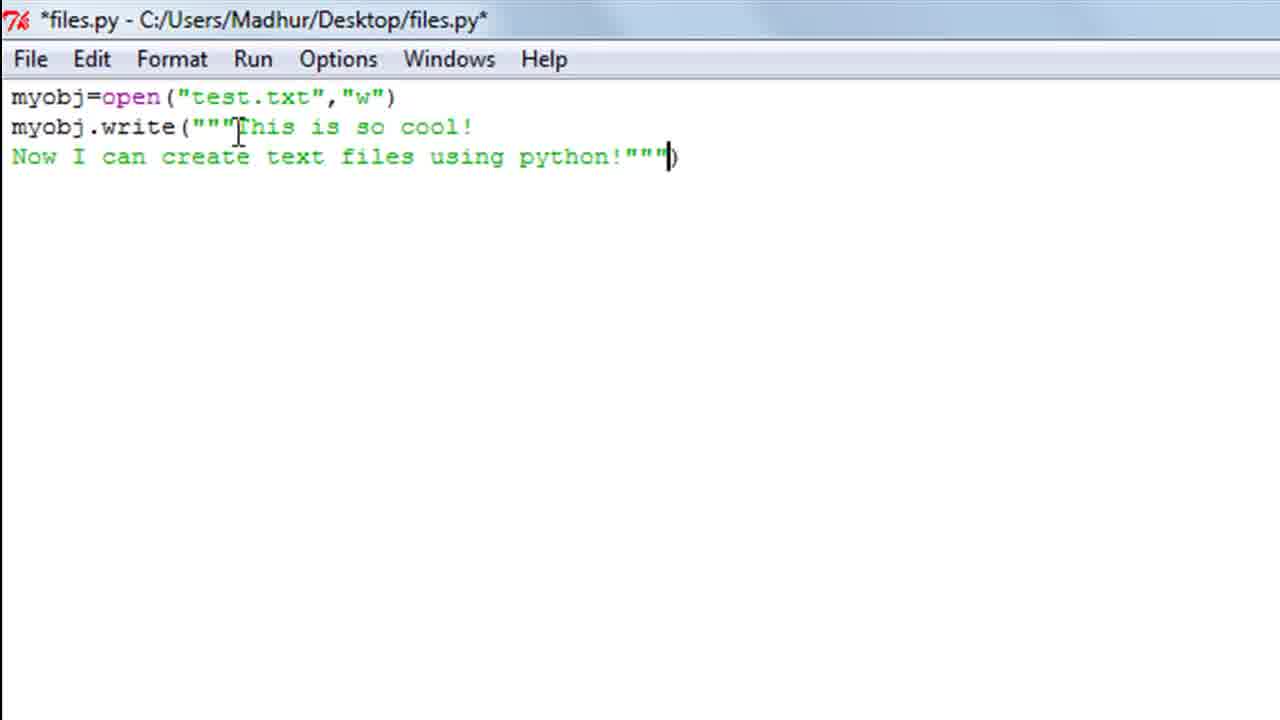 *files.py - C:/Users/Madhur/Desktop/files.py*
File Edit Format Run Options Windows Help
myobj=open("test.txt","w")
myobj.write("""This is so cool!
Now I can create text files using python!""")